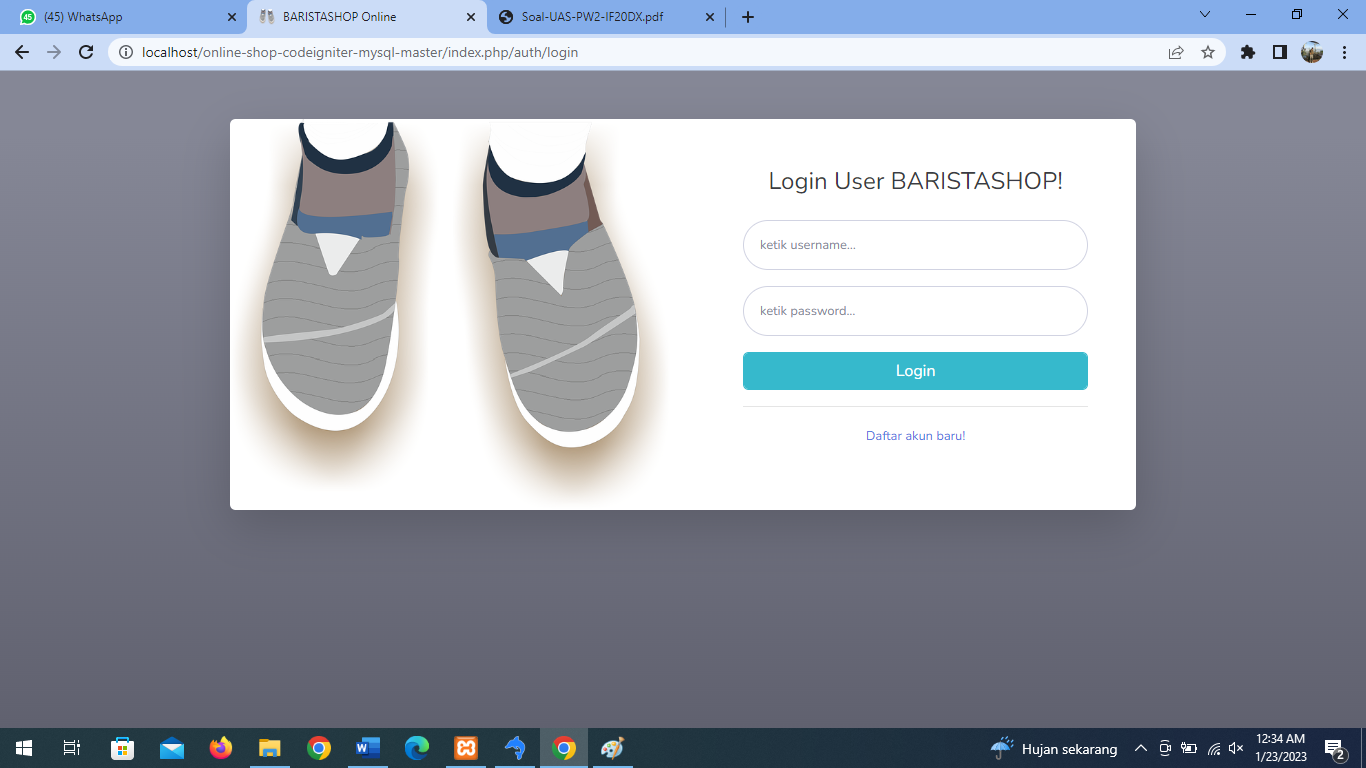 (45) WhatsApp
BARISTASHOP Online
Soal-UAS-PW2-IF20DX.pdf
localhost/online-shop-codeigniter-mysql-master/index.php/auth/login
Login User BARISTASHOP!
ketik username...
ketik password...
Login
Daftar akun baru!
Hujan sekarang
12:34 AM
1/23/2023
2